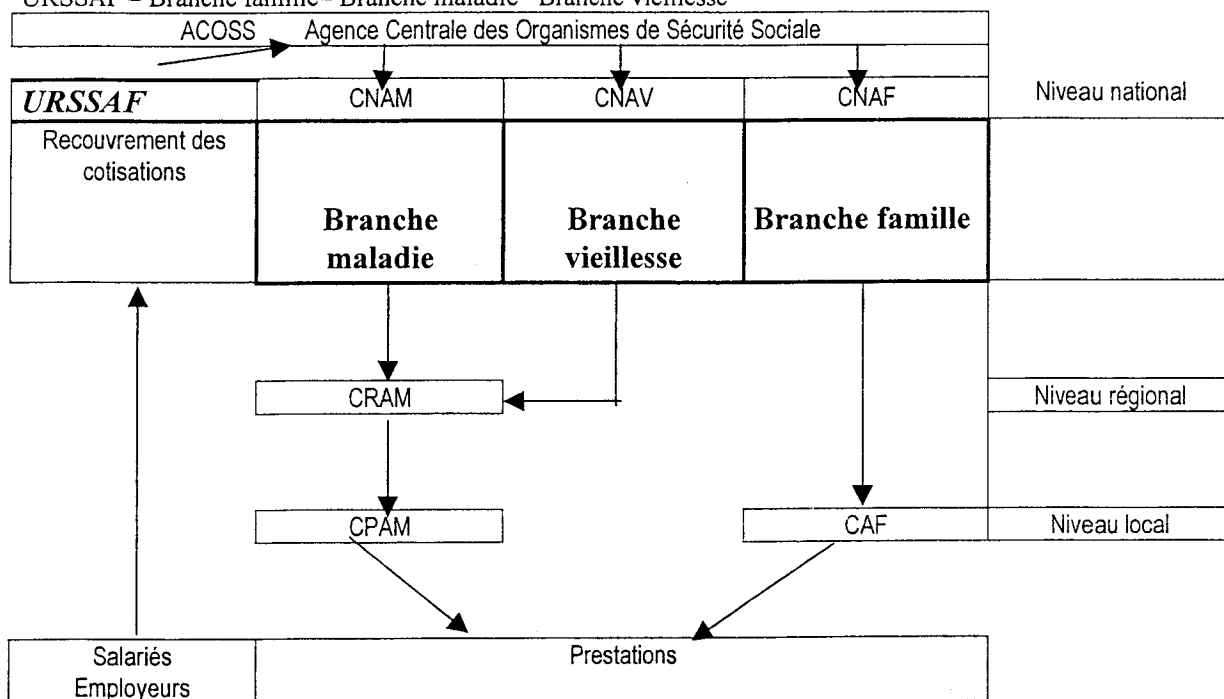 URSSAF – Branche famille - Branche maladie - Branche vieillesse
ACOSS Agence Centrale des Organismes de Sécurité Sociale
URSSAF CNAM CNAV CNAF Niveau national
Recouvrement des
cotisations
Branche
maladie
Branche
vieillesse
Branche famille
CRAM Niveau régional
CPAM CAF Niveau local
Salariés
Employeurs
Prestations